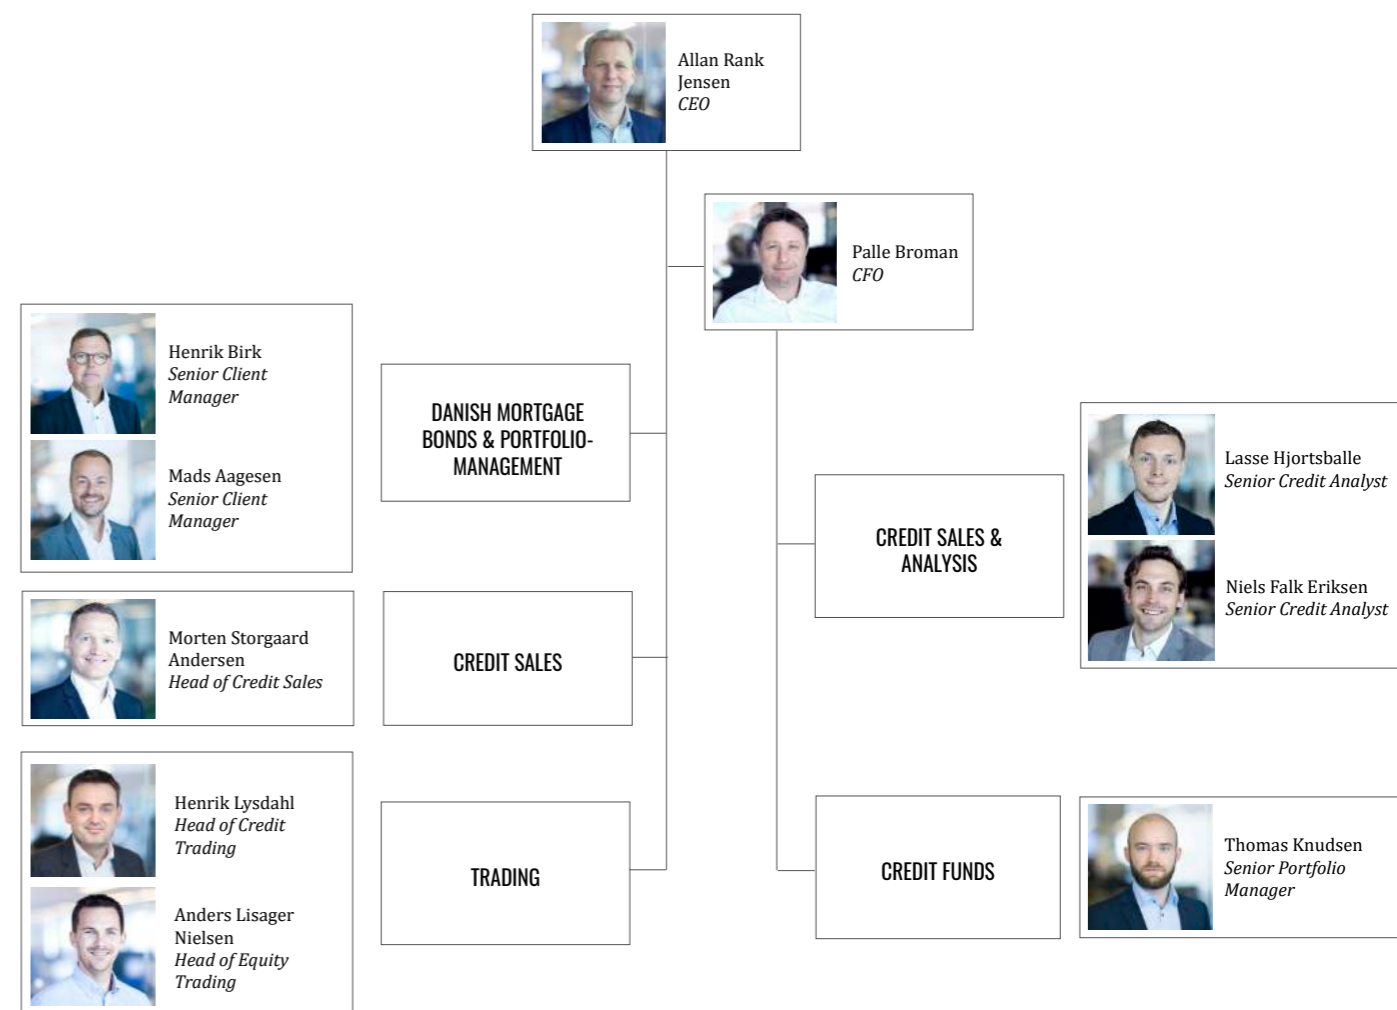 Allan Rank
Jensen
CEO
Palle Broman
CFO
Henrik Birk
Senior Client
Manager
Mads Aagesen
Senior Client
Manager
DANISH MORTGAGE
BONDS & PORTFOLIO-
MANAGEMENT
Morten Storgaard
Andersen
Head of Credit Sales
CREDIT SALES
Henrik Lysdahl
Head of Credit
Trading
Anders Lisager
Nielsen
Head of Equity
Trading
TRADING
CREDIT SALES &
ANALYSIS
Lasse Hjortsballe
Senior Credit Analyst
Niels Falk Eriksen
Senior Credit Analyst
CREDIT FUNDS
Thomas Knudsen
Senior Portfolio
Manager